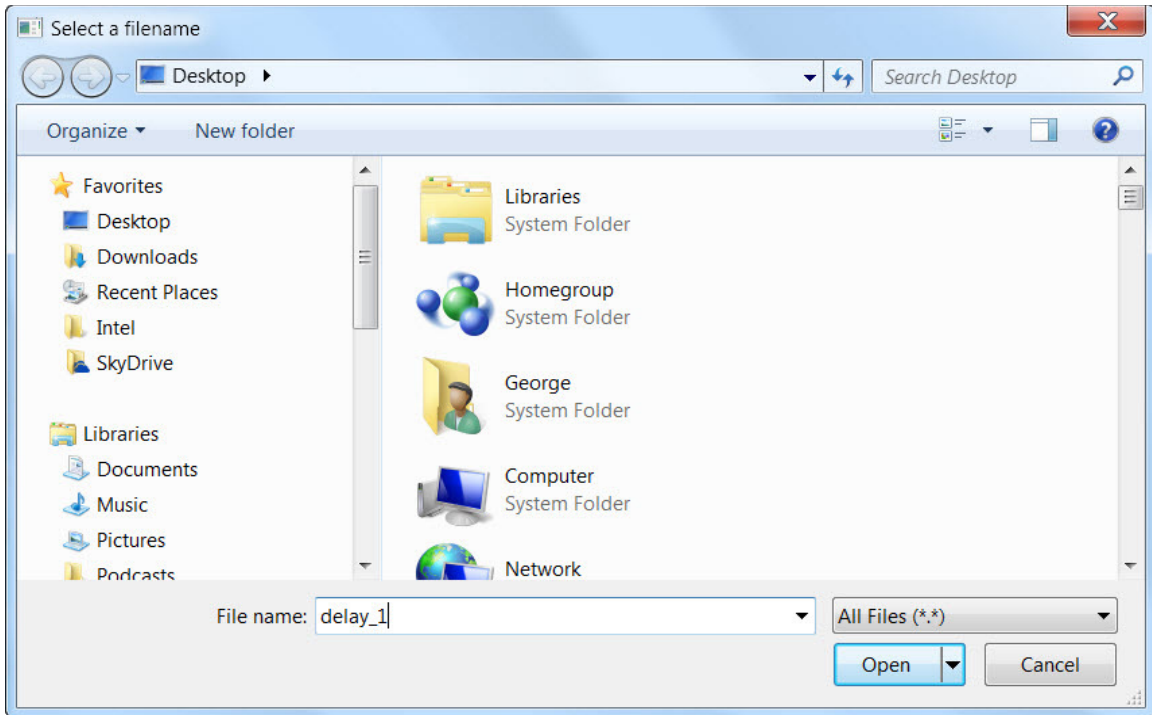 Select a filename
Desktop
Search Desktop
Organize
New folder
Favorites
Desktop
Downloads
Recent Places
Intel
SkyDrive
Libraries
Documents
Music
Pictures
Podcasts
Libraries
System Folder
Homegroup
System Folder
George
System Folder
Computer
System Folder
Network
File name: delay_1
All Files (*.*)
Open
Cancel